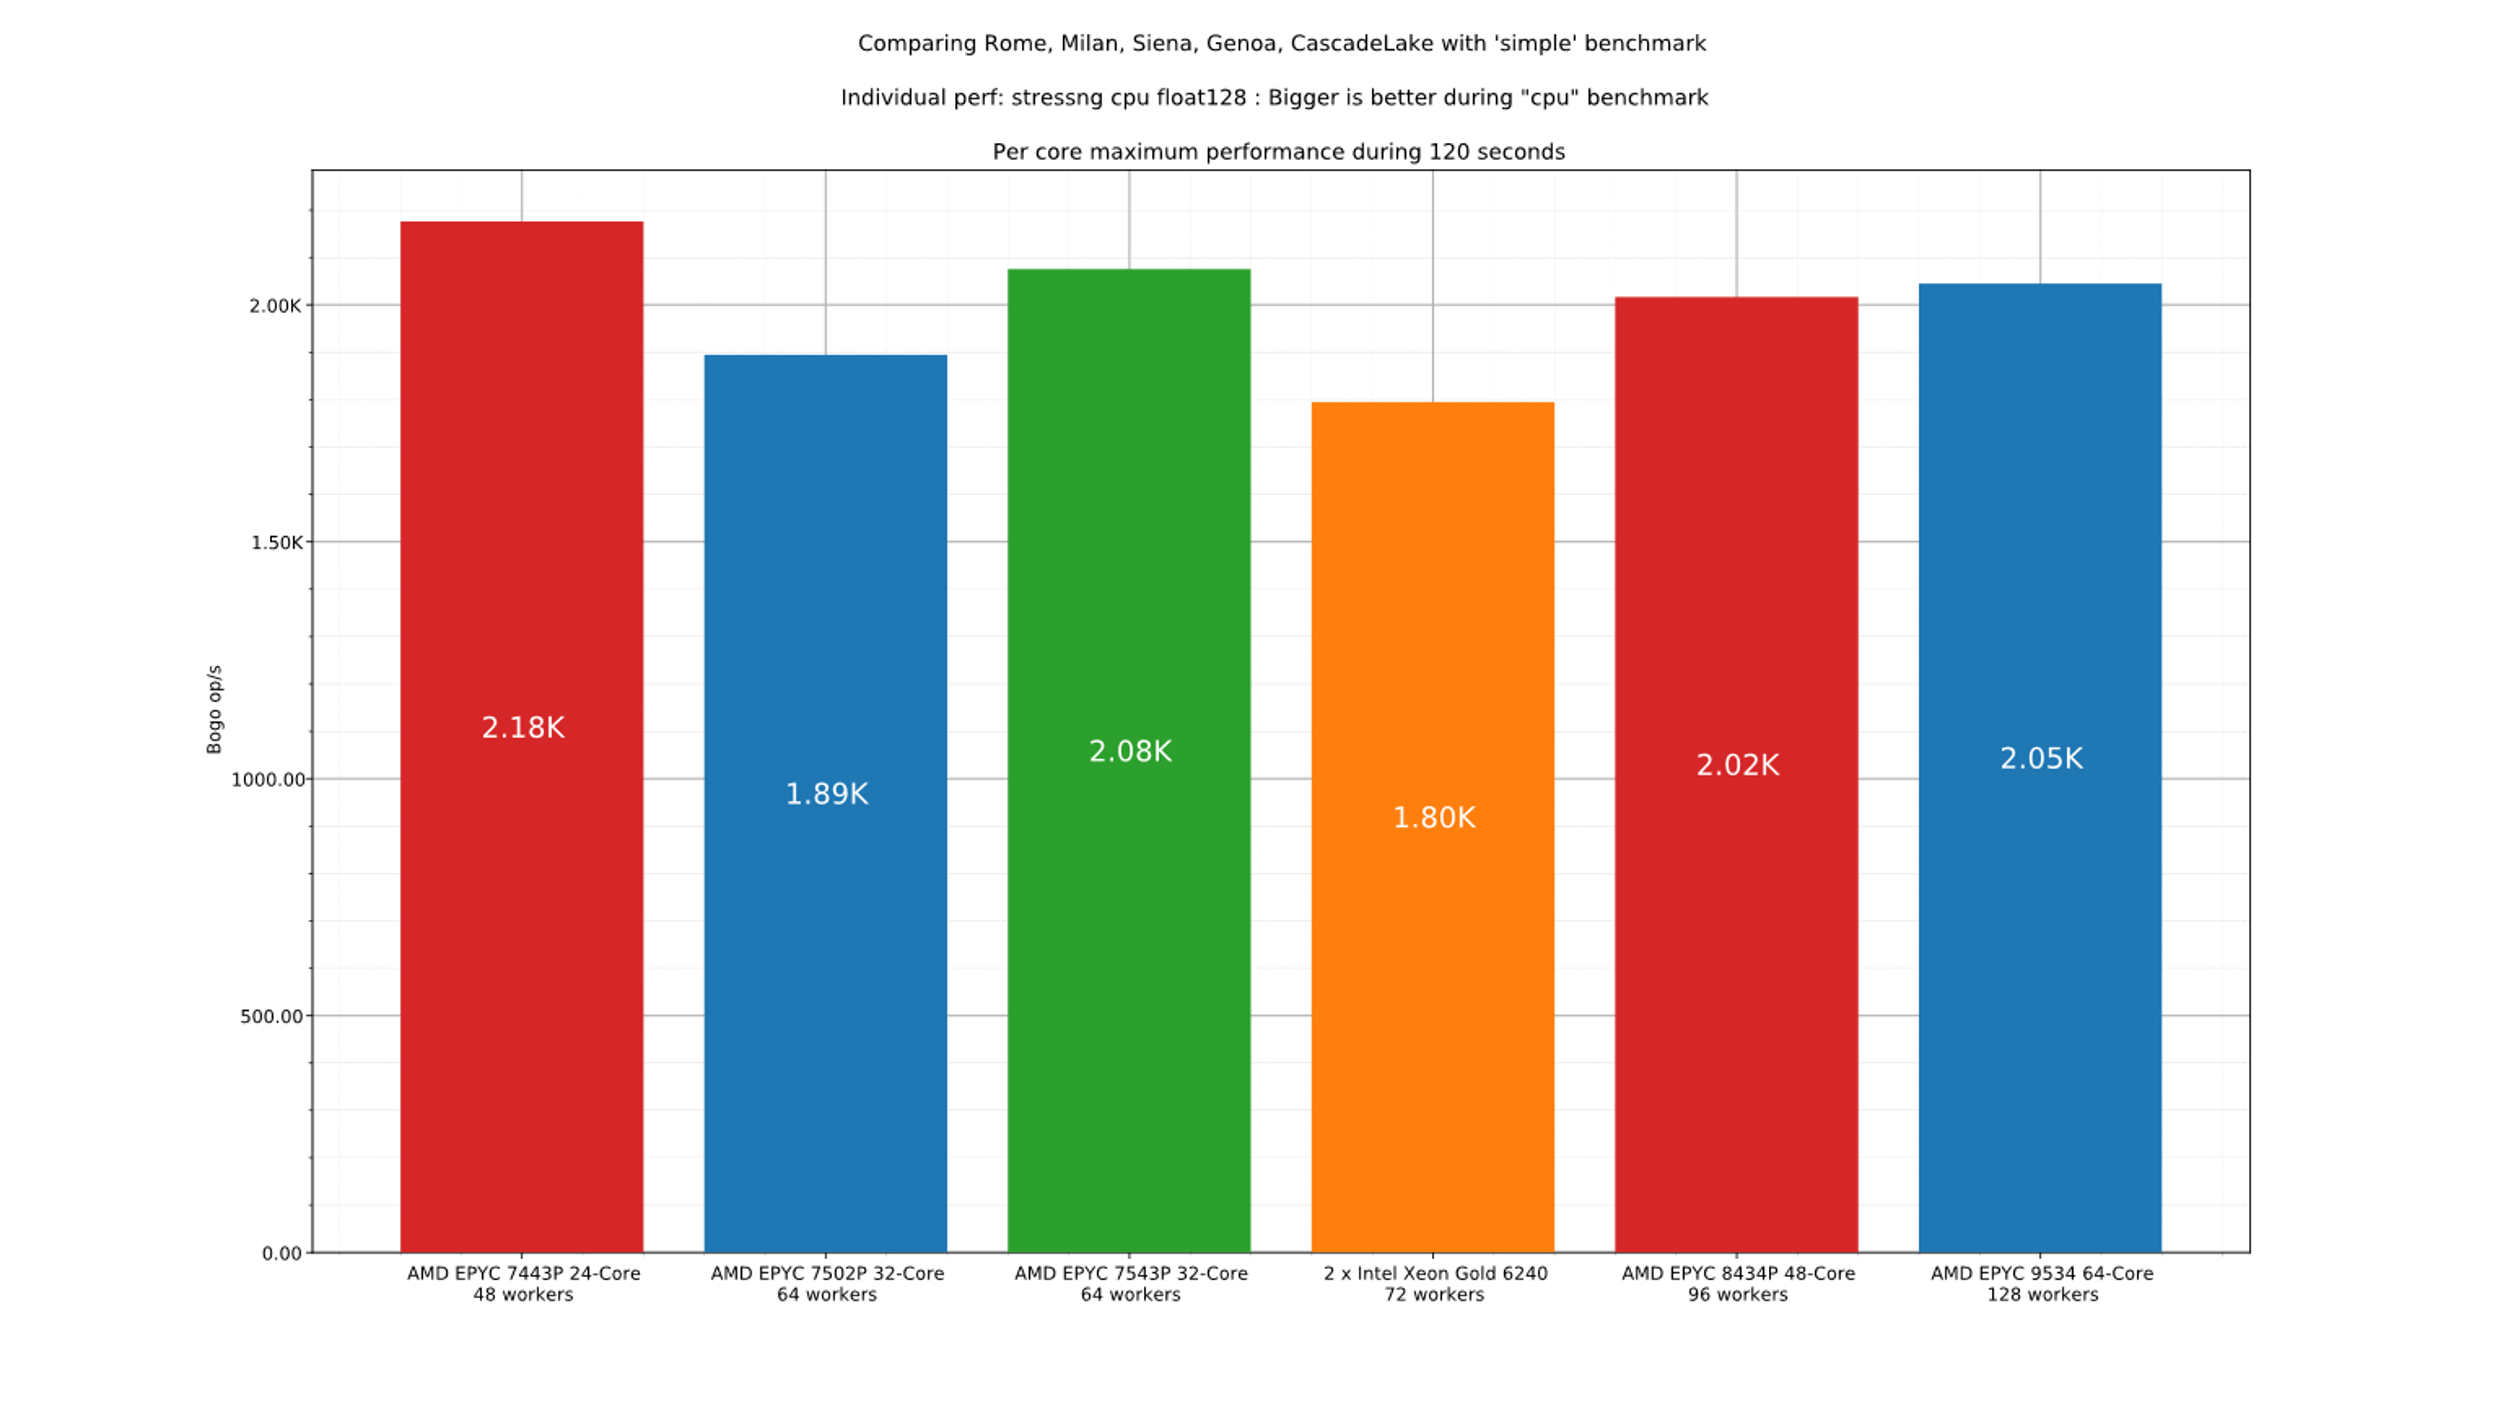 Comparing Rome, Milan, Siena, Genoa, CascadeLake with 'simple' benchmark
Individual perf: stressng cpu float128 : Bigger is better during "cpu" benchmark
Per core maximum performance during 120 seconds
Bogo op/s
2.00K
1.50K
1000.00
500.00
0.00
2.18K
1.89K
2.08K
1.80K
2.02K
2.05K
AMD EPYC 7443P 24-Core
48 workers
AMD EPYC 7502P 32-Core
64 workers
AMD EPYC 7543P 32-Core
64 workers
2 x Intel Xeon Gold 6240
72 workers
AMD EPYC 8434P 48-Core
96 workers
AMD EPYC 9534 64-Core
128 workers